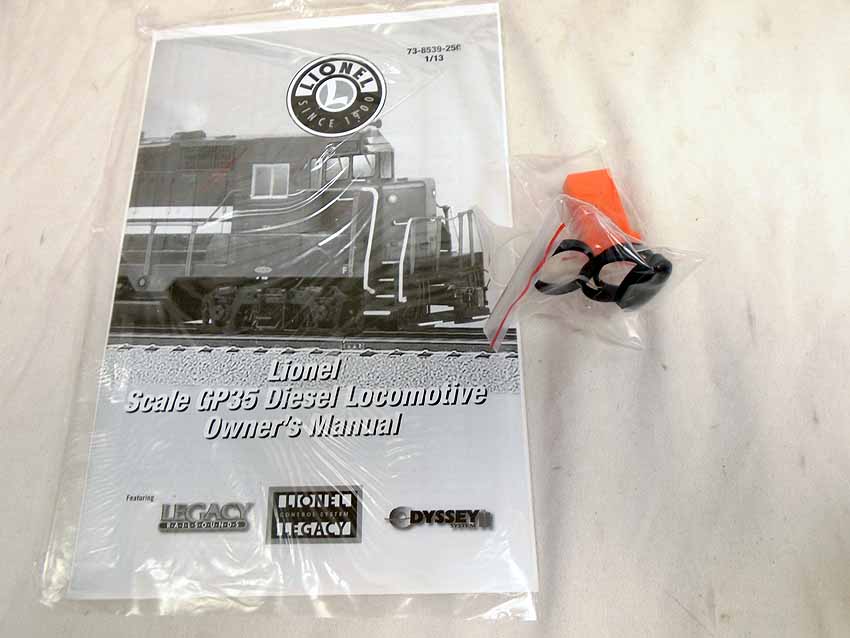 73-8539-250
1/13
LIONEL
L
SINCE 1900
F
Lionel
Scale GP35 Diesel Locomotive
Owner's Manual
Featuring
LEGACY
RAILSOUNDS
LIONEL
CONTROL SYSTEM
LEGACY
ODYSSEY II
SYSTEM